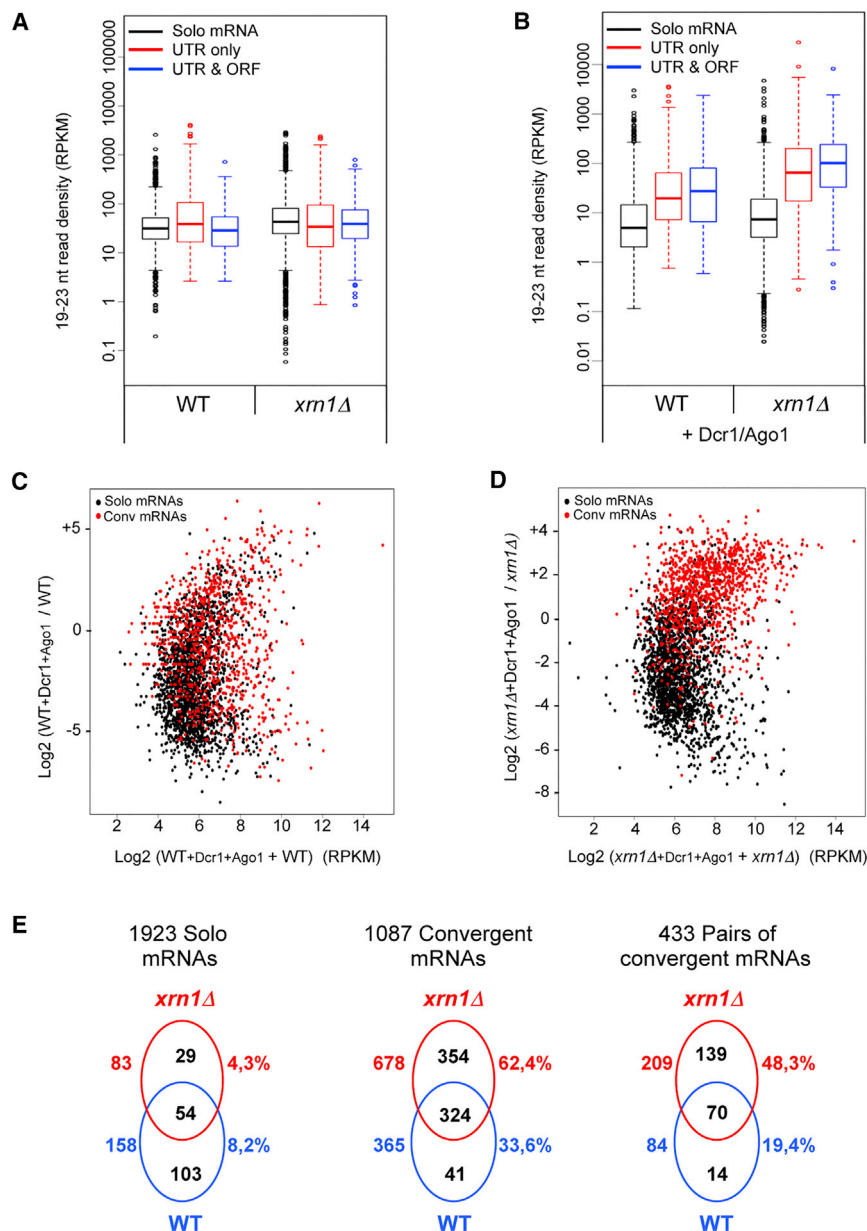 A
Solo mRNA
UTR only
UTR & ORF
19-23 nt read density (RPKM)
100000
10000
1000
100
10
1
0.1
WT
xrn1Δ
B
Solo mRNA
UTR only
UTR & ORF
19-23 nt read density (RPKM)
10000
1000
100
10
1
0.1
0.01
WT
xrn1Δ
+ Dcr1/Ago1
C
Solo mRNAs
Conv mRNAs
Log2 (WT+Dcr1+Ago1 / WT)
+5
0
-5
2 4 6 8 10 12 14
Log2 (WT+Dcr1+Ago1 + WT) (RPKM)
D
Solo mRNAs
Conv mRNAs
Log2 (xrn1Δ+Dcr1+Ago1 / xrn1Δ)
+4
+2
0
-2
-4
-6
-8
2 4 6 8 10 12 14
Log2 (xrn1Δ+Dcr1+Ago1 + xrn1Δ) (RPKM)
E
1923 Solo
mRNAs
xrn1Δ
83 29 4,3%
54
158 8,2%
103
WT
1087 Convergent
mRNAs
xrn1Δ
678 354 62,4%
324
365 33,6%
41
WT
433 Pairs of
convergent mRNAs
xrn1Δ
209 139 48,3%
70
84 19,4%
14
WT